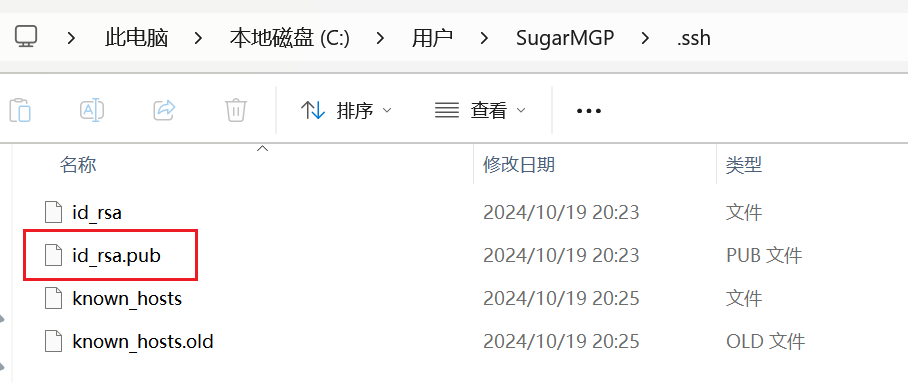 此电脑 > 本地磁盘 (C:) > 用户 > SugarMGP > .ssh
排序 查看 •••
名称 修改日期 类型
id_rsa 2024/10/19 20:23 文件
id_rsa.pub 2024/10/19 20:23 PUB 文件
known_hosts 2024/10/19 20:25 文件
known_hosts.old 2024/10/19 20:25 OLD 文件